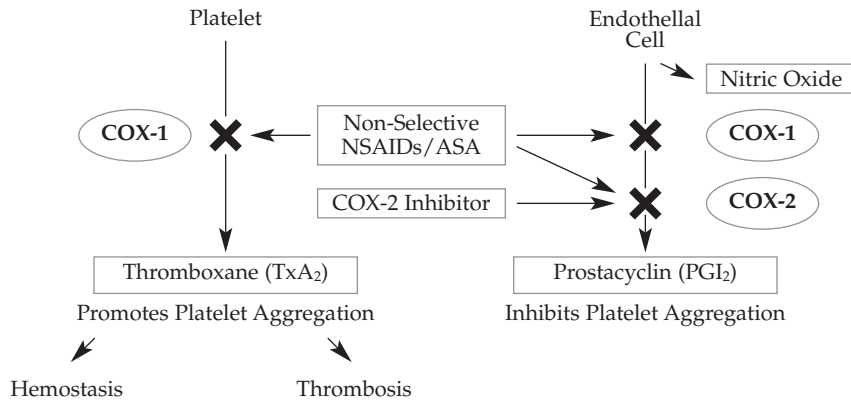 Platelet
Endothellal
Cell
Nitric Oxide
COX-1
Non-Selective
NSAIDs/ASA
COX-1
COX-2 Inhibitor
COX-2
Thromboxane (TxA₂)
Prostacyclin (PGI₂)
Promotes Platelet Aggregation
Inhibits Platelet Aggregation
Hemostasis
Thrombosis